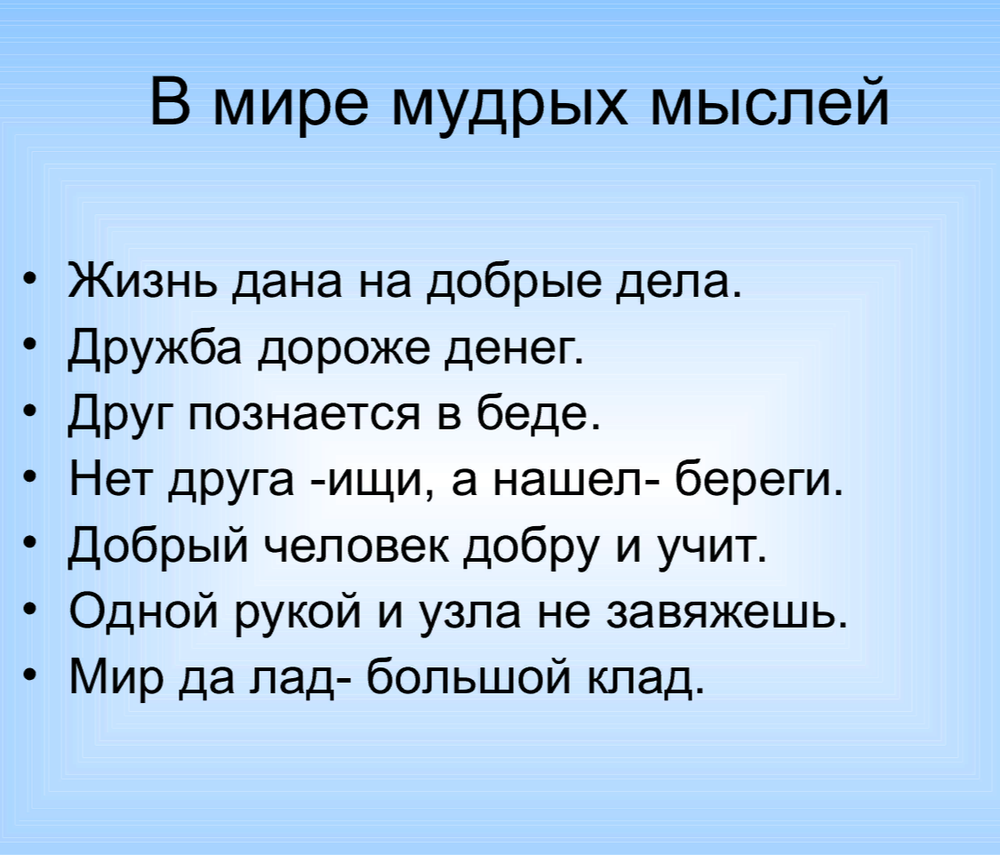 В мире мудрых мыслей
• Жизнь дана на добрые дела.
• Дружба дороже денег.
• Друг познается в беде.
• Нет друга -ищи, а нашел- береги.
• Добрый человек добру и учит.
• Одной рукой и узла не завяжешь.
• Мир да лад- большой клад.